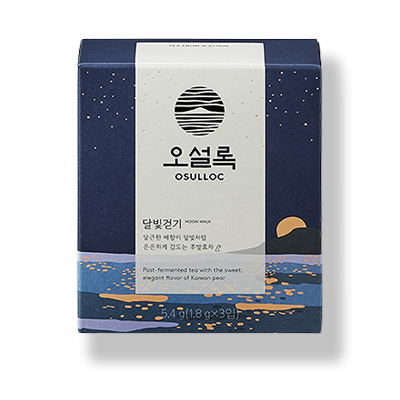 오설록
OSULLOC
달빛걷기 MOON WALK
달큰한 배향이 달빛처럼
은은하게 감도는 후발효차
Post-fermented tea with the sweet,
elegant flavor of Korean pear
5.4 g(1.8 g×3입)